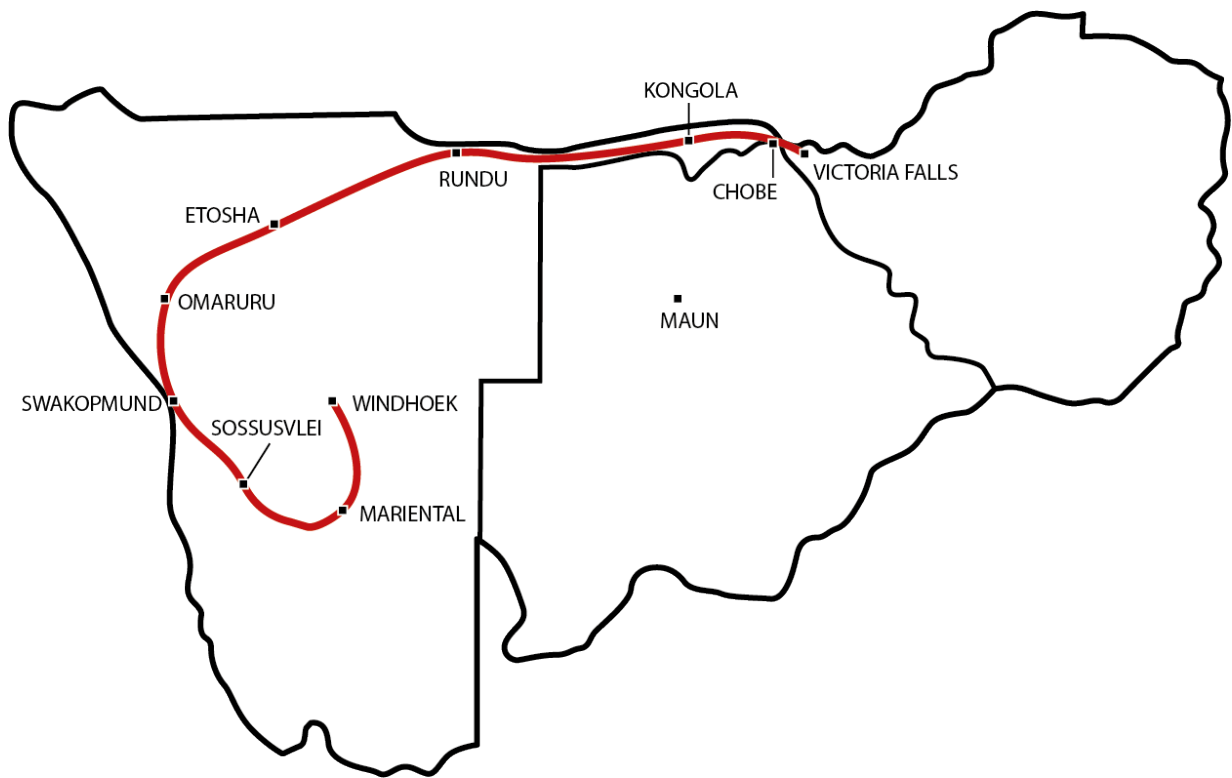 KONGOLA
RUNDU
CHOBE
VICTORIA FALLS
ETOSHA
OMARURU
MAUN
SWAKOPMUND
WINDHOEK
SOSSUSVLEI
MARIENTAL